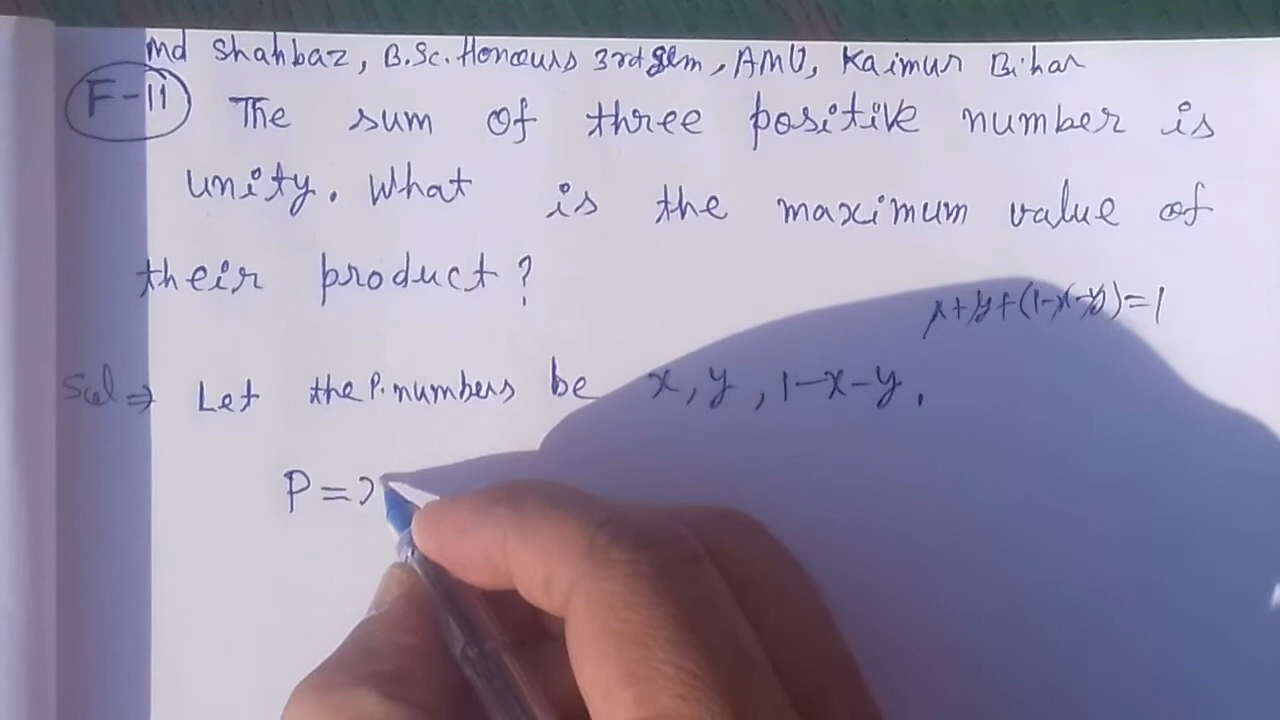 Md Shahbaz, B.Sc. Honours 3rd Sem, AMU, Kaimur Bihar
F-11 The sum of three positive number is
unity. What is the maximum value of
their product?
x+y+(1-x-y)=1
Sol ⇒ Let the P. numbers be x, y, 1-x-y.
P =